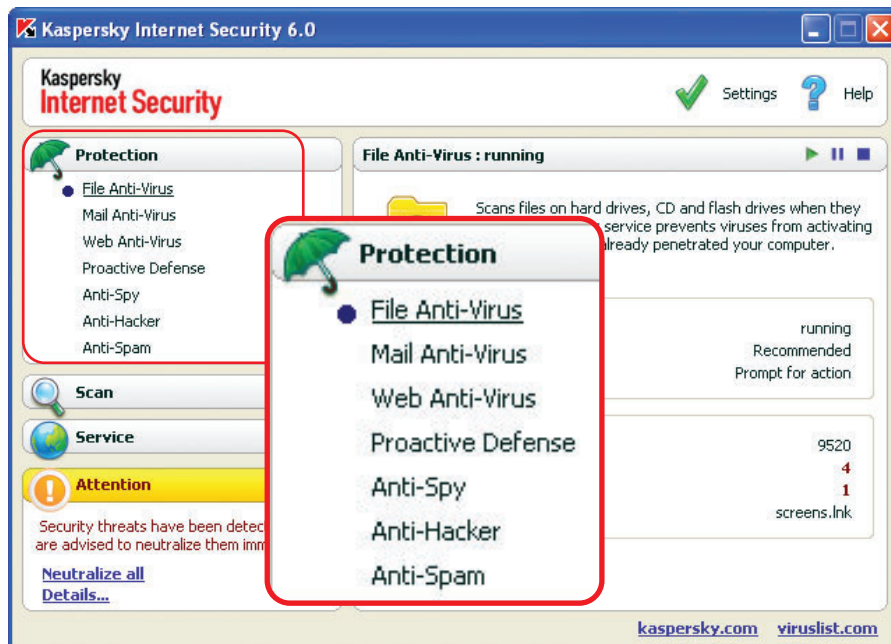 Kaspersky Internet Security 6.0
Kaspersky
Internet Security
Settings
Help
Protection
File Anti-Virus
Mail Anti-Virus
Web Anti-Virus
Proactive Defense
Anti-Spy
Anti-Hacker
Anti-Spam
Scan
Service
Attention
Security threats have been detec
are advised to neutralize them imm
Neutralize all
Details...
File Anti-Virus : running
Scans files on hard drives, CD and flash drives when they
service prevents viruses from activating
already penetrated your computer.
running
Recommended
Prompt for action
9520
4
1
screens.lnk
Protection
File Anti-Virus
Mail Anti-Virus
Web Anti-Virus
Proactive Defense
Anti-Spy
Anti-Hacker
Anti-Spam
kaspersky.com
viruslist.com